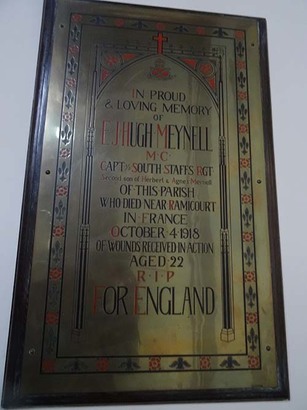 IN PROUD
& LOVING MEMORY
OF
F J HUGH MEYNELL
M·C·
CAPT: SOUTH STAFFS RGT
Second son of Herbert & Agnes Meynell
OF THIS PARISH
WHO DIED NEAR RAMICOURT
IN FRANCE
OCTOBER·4·1918
OF WOUNDS RECEIVED IN ACTION
AGED 22
R·I·P
FOR ENGLAND